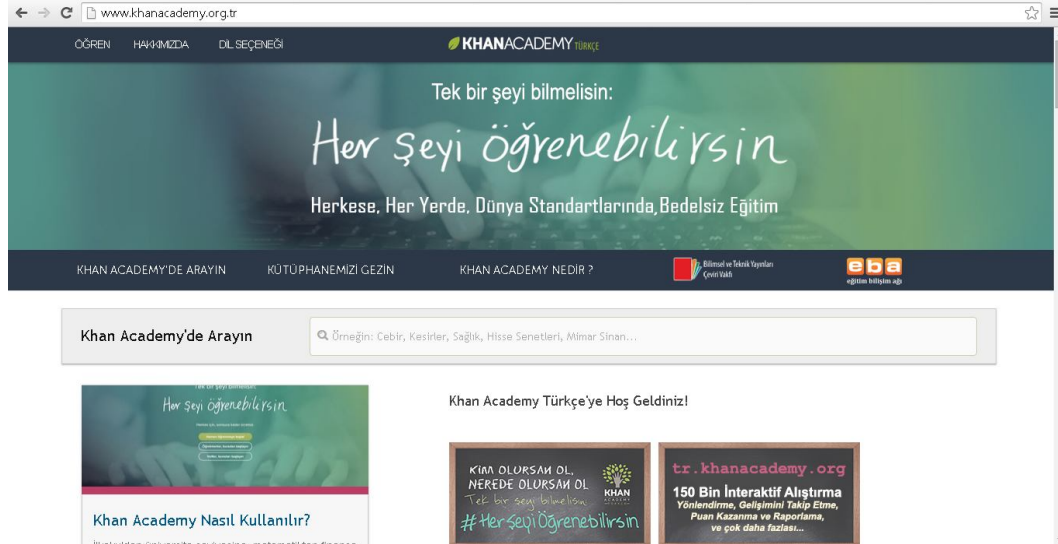 www.khanacademy.org.tr
ÖĞREN HAKKIMIZDA DİL SEÇENEĞİ KHANACADEMY TÜRKÇE
Tek bir şeyi bilmelisin:
Her şeyi öğrenebilirsin
Herkese, Her Yerde, Dünya Standartlarında,Bedelsiz Eğitim
KHAN ACADEMY'DE ARAYIN KÜTÜPHANEMİZİ GEZİN KHAN ACADEMY NEDİR ? Bilimsel ve Teknik Yayınları
Çeviri Vakfı
eba
eğitim bilişim ağı
Khan Academy'de Arayın Örneğin: Cebir, Kesirler, Sağlık, Hisse Senetleri, Mimar Sinan...
Tek bir şeyi bilmelisin:
Her şeyi öğrenebilirsin
Khan Academy Nasıl Kullanılır?
Khan Academy Türkçe'ye Hoş Geldiniz!
KİM OLURSAN OL,
NEREDE OLURSAN OL
Tek bir şeyi bilmelisin
#HerŞeyiÖğrenebilirsin
KHAN
ACADEMY
tr.khanacademy.org
150 Bin İnteraktif Alıştırma
Yönlendirme, Gelişimini Takip Etme,
Puan Kazanma ve Raporlama,
ve çok daha fazlası...